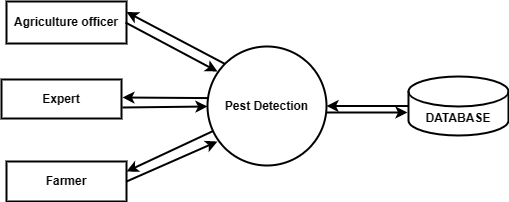 Agriculture officer
Expert
Pest Detection
DATABASE
Farmer